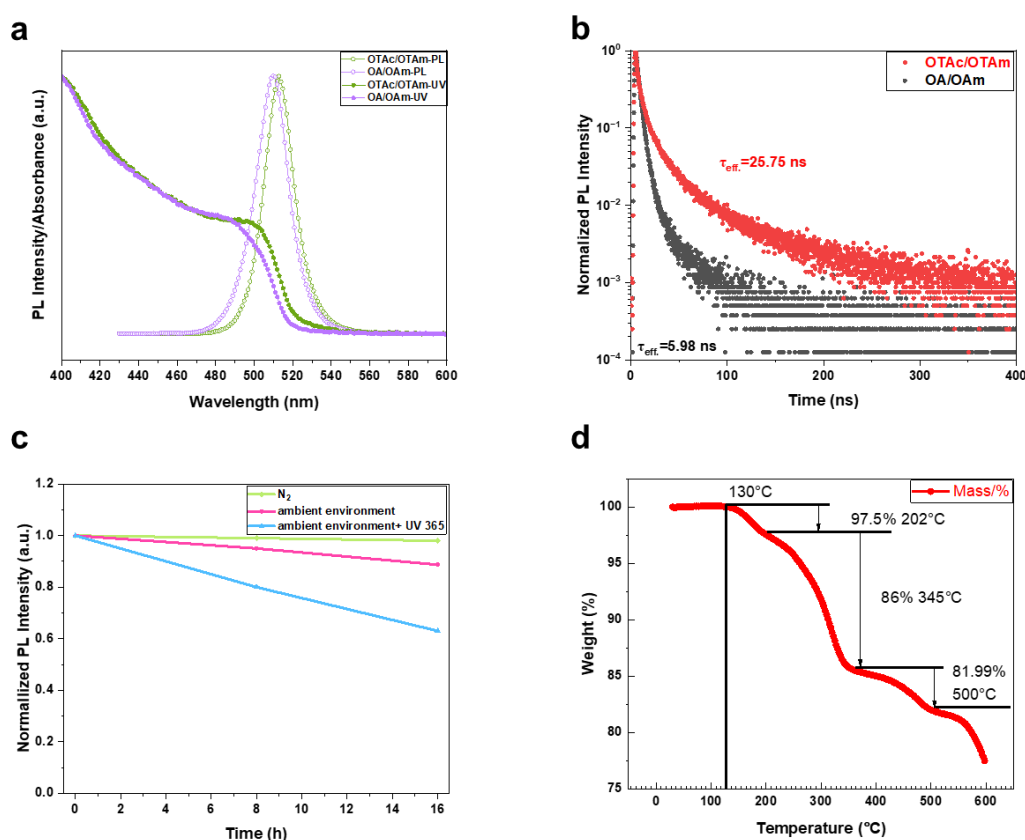 a
OTAc/OTAm-PL
OA/OAm-PL
OTAc/OTAm-UV
OA/OAm-UV
PL Intensity/Absorbance (a.u.)
400 420 440 460 480 500 520 540 560 580 600
Wavelength (nm)
b
OTAc/OTAm
OA/OAm
τeff.=25.75 ns
τeff.=5.98 ns
Normalized PL Intensity
10⁰
10⁻¹
10⁻²
10⁻³
10⁻⁴
0 100 200 300 400
Time (ns)
c
N₂
ambient environment
ambient environment+ UV 365
Normallized PL Intensity (a.u.)
1.2
1.0
0.8
0.6
0.4
0.2
0.0
0 2 4 6 8 10 12 14 16
Time (h)
d
Mass/%
130°C
97.5% 202°C
86% 345°C
81.99%
500°C
Weight (%)
100
95
90
85
80
75
0 100 200 300 400 500 600
Temperature (℃)